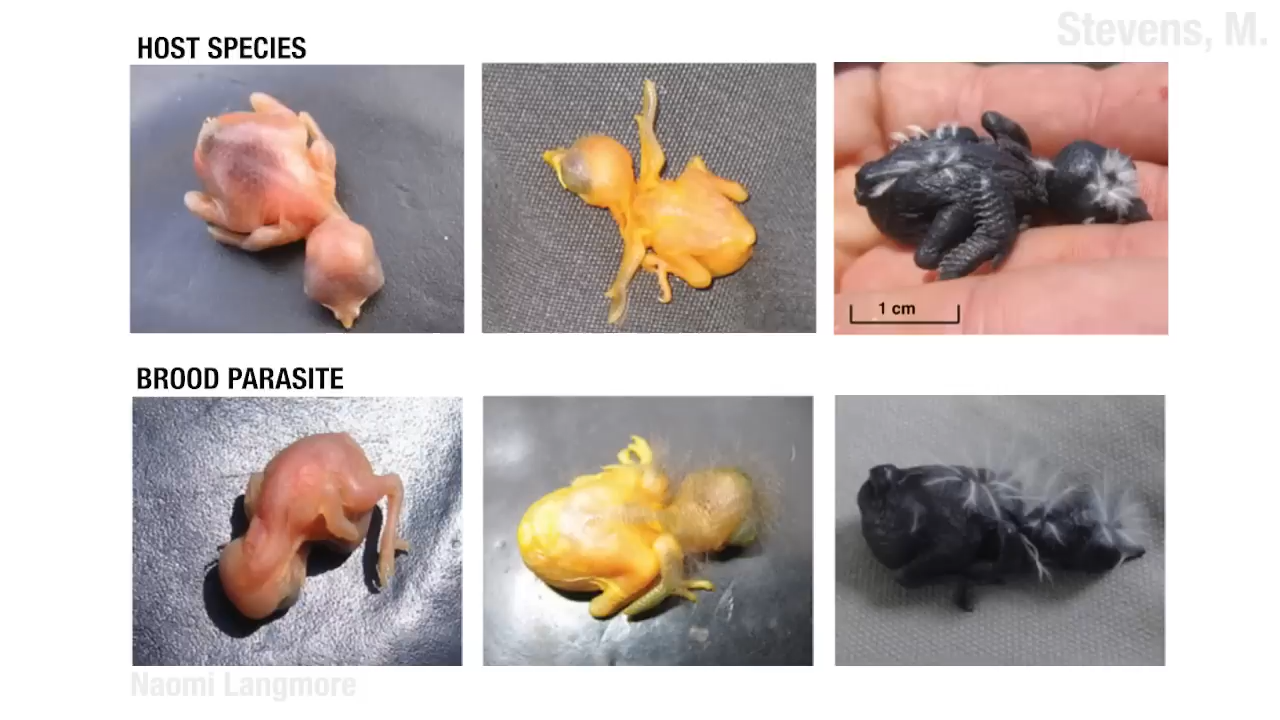 Stevens, M.
HOST SPECIES
1 cm
BROOD PARASITE
Naomi Langmore